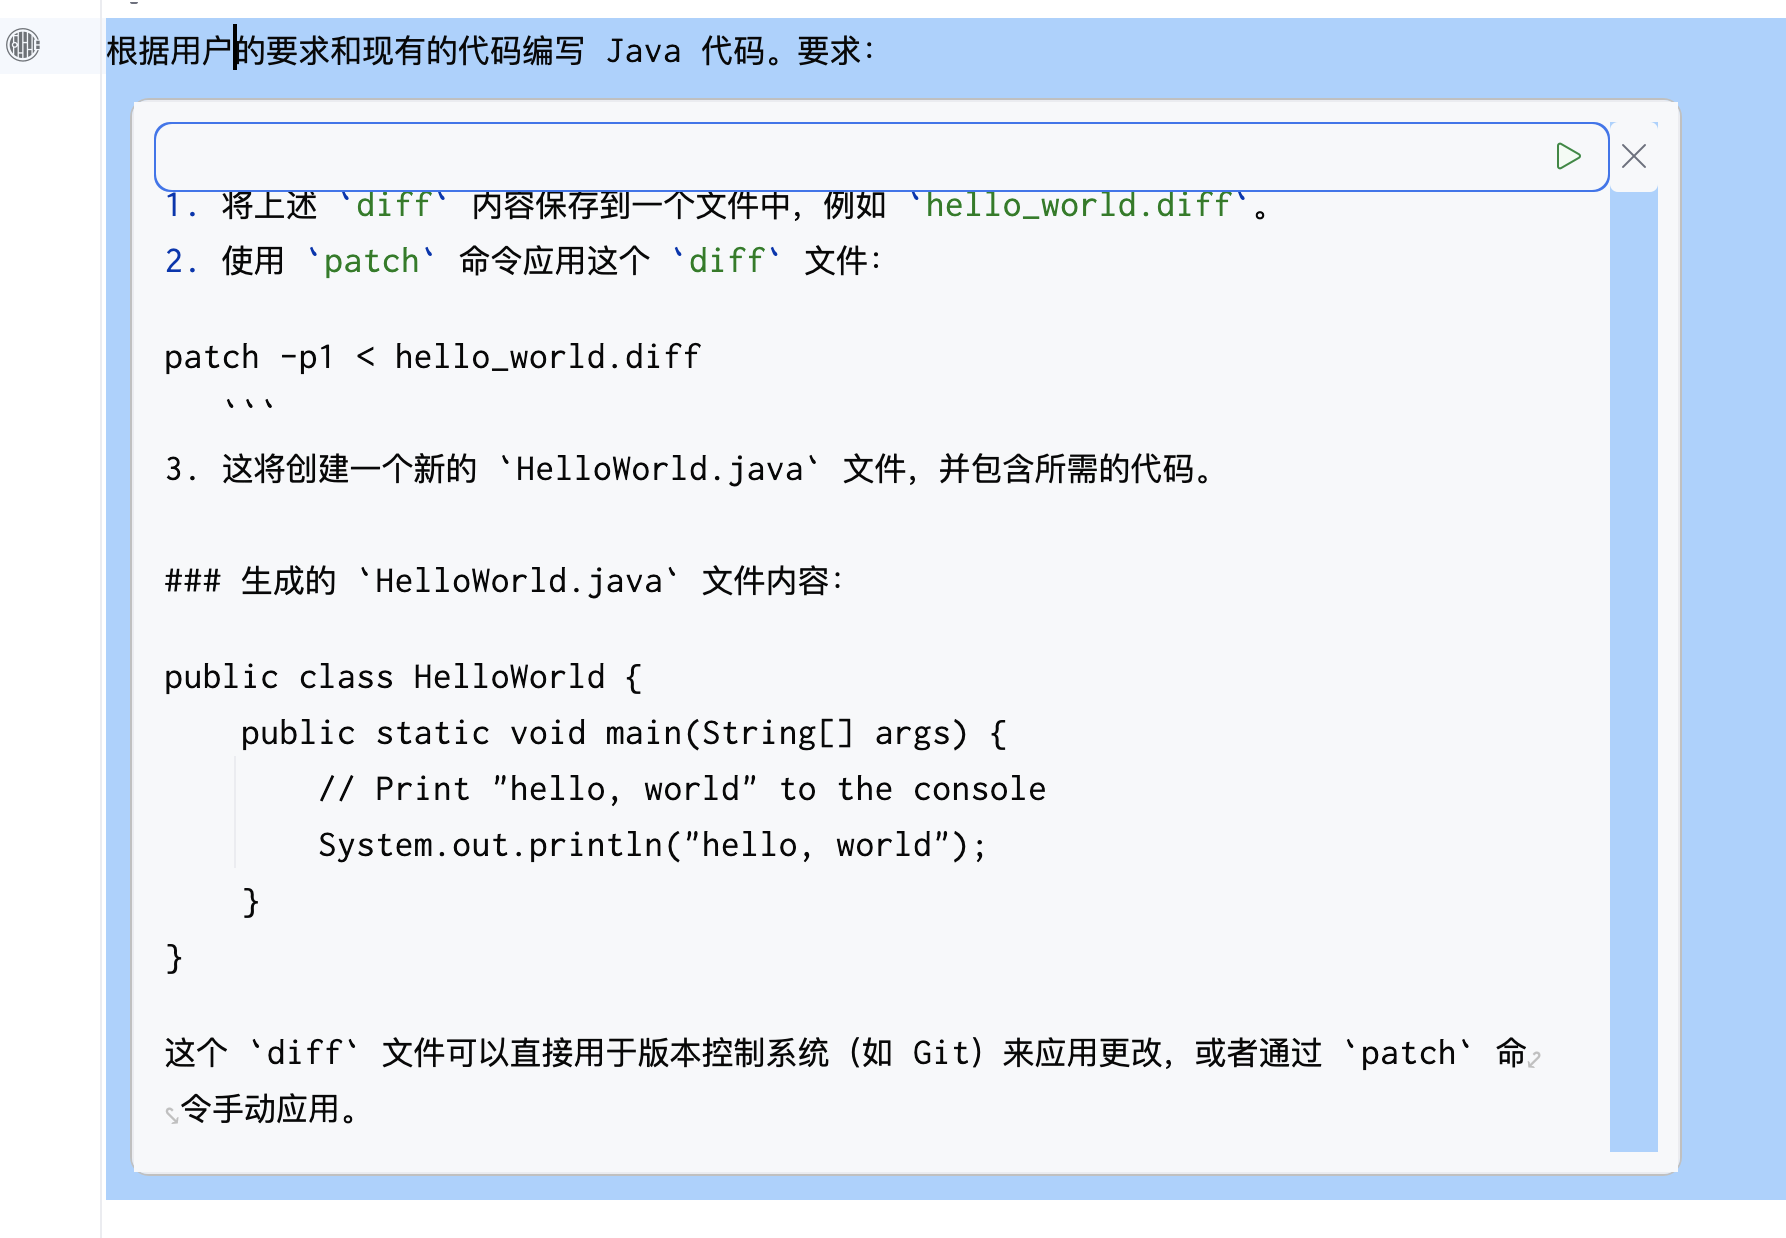 根据用户的要求和现有的代码编写 Java 代码。要求：
1. 将上述 `diff` 内容保存到一个文件中，例如 `hello_world.diff`。
2. 使用 `patch` 命令应用这个 `diff` 文件：
patch -p1 < hello_world.diff
```
3. 这将创建一个新的 `HelloWorld.java` 文件，并包含所需的代码。
### 生成的 `HelloWorld.java` 文件内容：
public class HelloWorld {
    public static void main(String[] args) {
        // Print "hello, world" to the console
        System.out.println("hello, world");
    }
}
这个 `diff` 文件可以直接用于版本控制系统（如 Git）来应用更改，或者通过 `patch` 命
令手动应用。